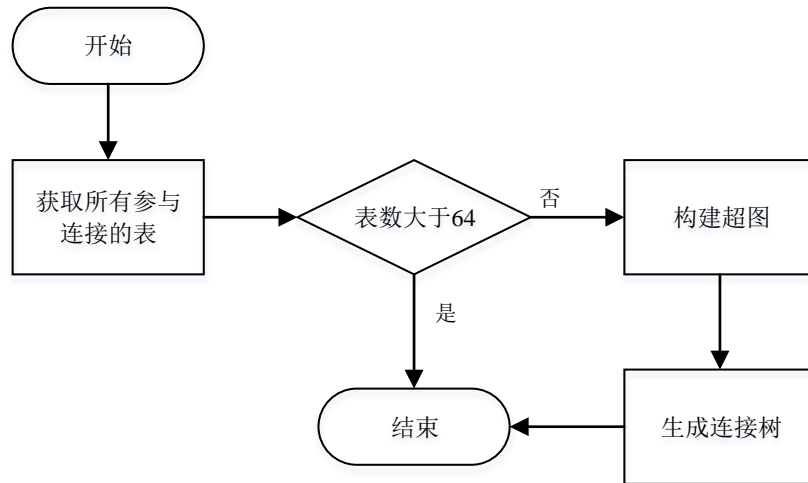 开始
获取所有参与
连接的表
表数大于64
否
构建超图
是
结束
生成连接树